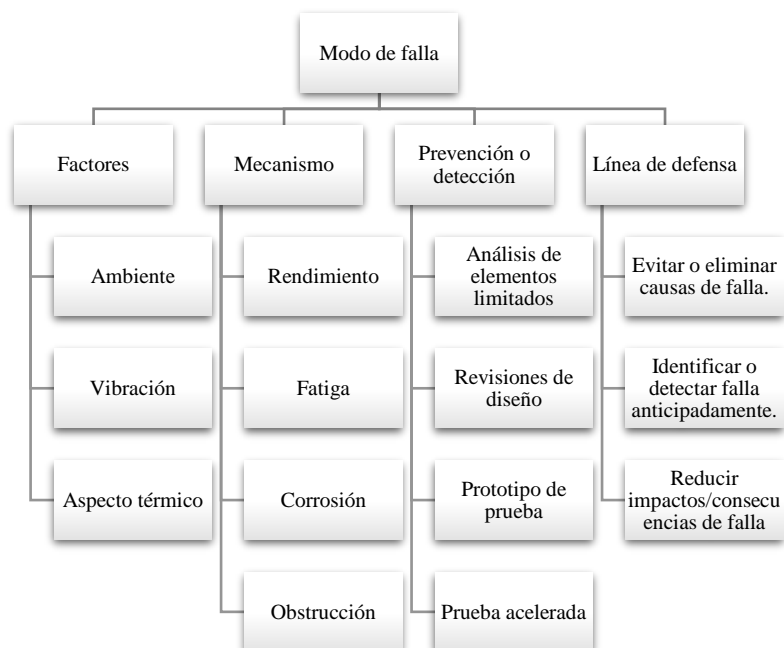 Modo de falla
Factores
Ambiente
Vibración
Aspecto térmico
Mecanismo
Rendimiento
Fatiga
Corrosión
Obstrucción
Prevención o
detección
Análisis de
elementos
limitados
Revisiones de
diseño
Prototipo de
prueba
Prueba acelerada
Línea de defensa
Evitar o eliminar
causas de falla.
Identificar o
detectar falla
anticipadamente.
Reducir
impactos/consecu
encias de falla